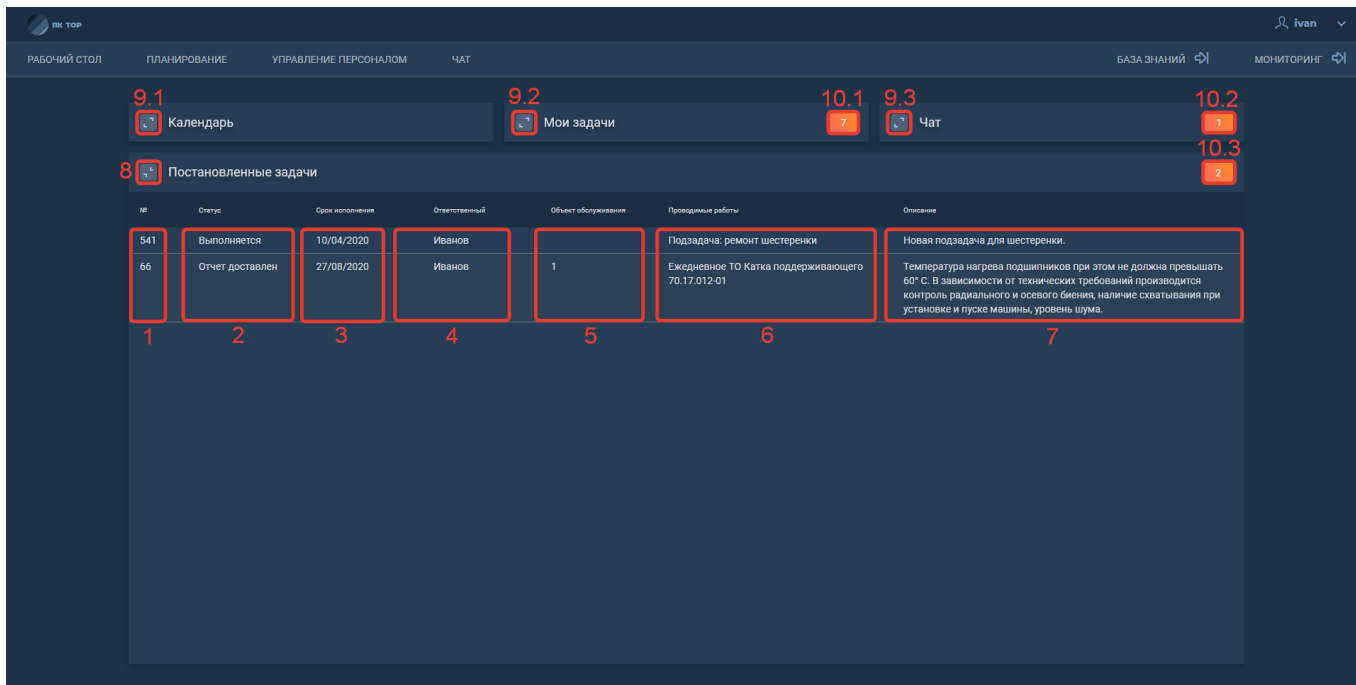 ПК ТОР
ivan
РАБОЧИЙ СТОЛ ПЛАНИРОВАНИЕ УПРАВЛЕНИЕ ПЕРСОНАЛОМ ЧАТ БАЗА ЗНАНИЙ МОНИТОРИНГ
9.1 9.2 10.1 9.3 10.2
Календарь Мои задачи 7 Чат 1
10.3
8 Постановленные задачи 2
№ Статус Срок исполнения Ответственный Объект обслуживания Проводимые работы Описание
541 Выполняется 10/04/2020 Иванов Подзадача: ремонт шестеренки Новая подзадача для шестеренки.
66 Отчет доставлен 27/08/2020 Иванов 1 Ежедневное ТО Катка поддерживающего Температура нагрева подшипников при этом не должна превышать
70.17.012-01 60° С. В зависимости от технических требований производится
контроль радиального и осевого биения, наличие схватывания при
установке и пуске машины, уровень шума.
1 2 3 4 5 6 7